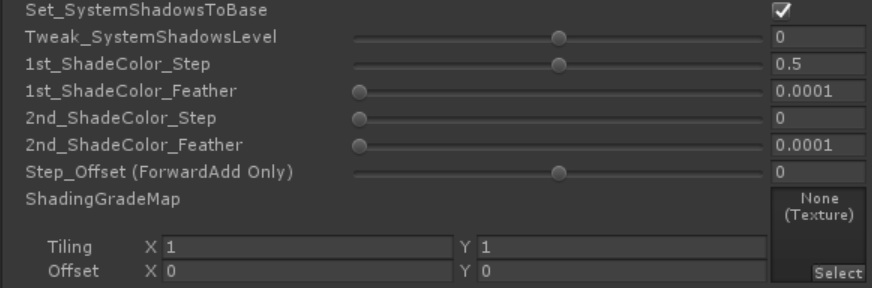 Set_SystemShadowsToBase
Tweak_SystemShadowsLevel 0
1st_ShadeColor_Step 0.5
1st_ShadeColor_Feather 0.0001
2nd_ShadeColor_Step 0
2nd_ShadeColor_Feather 0.0001
Step_Offset (ForwardAdd Only) 0
ShadingGradeMap None
(Texture)
Tiling X 1 Y 1
Offset X 0 Y 0 Select